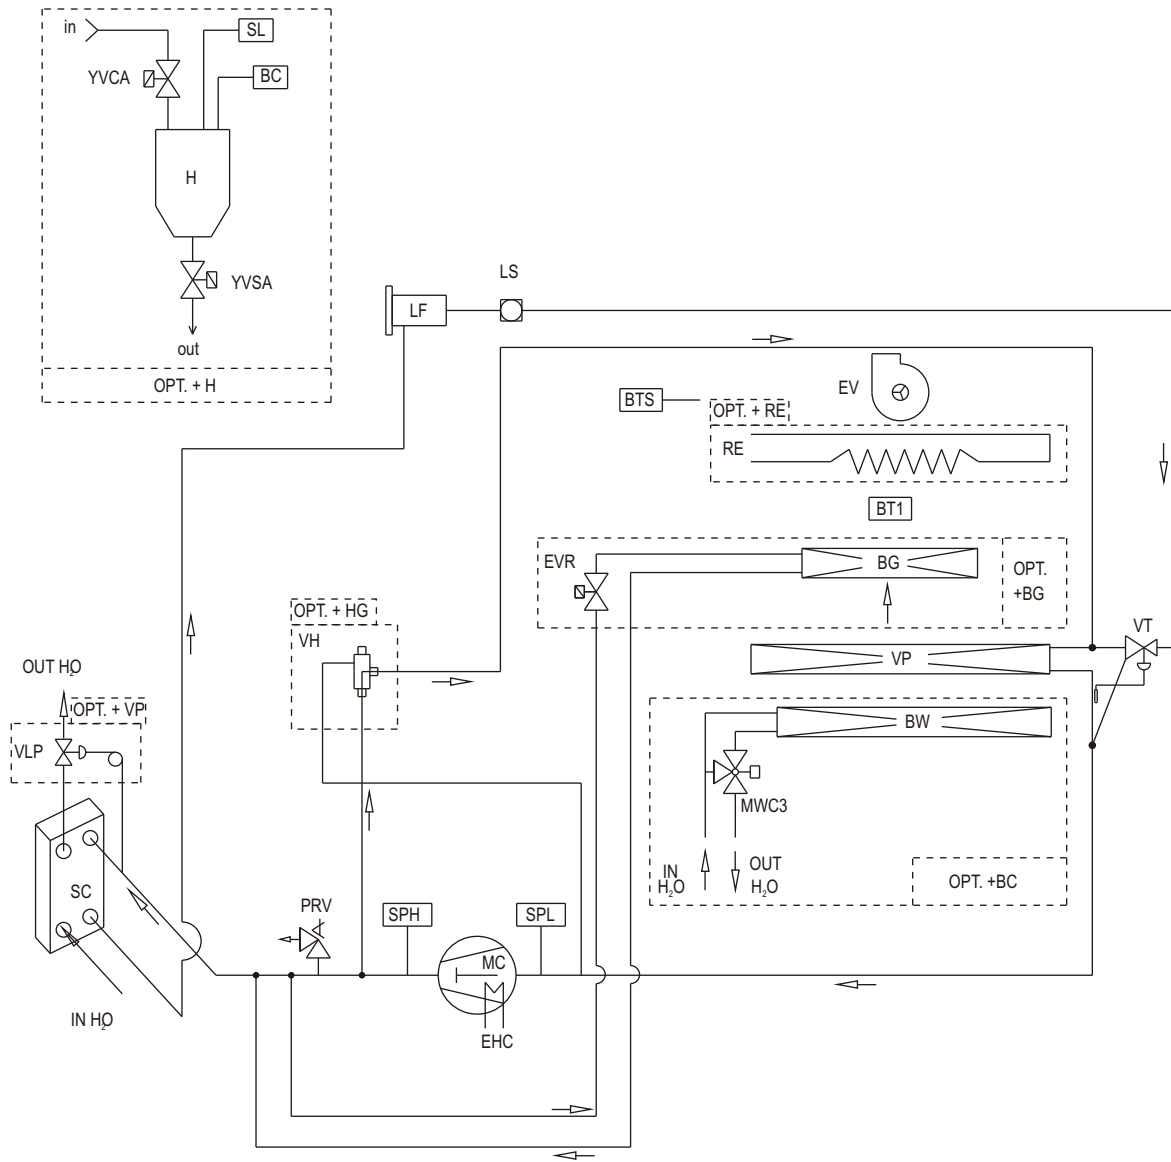 in
SL
YVCA
BC
H
YVSA
out
OPT. + H
LS
LF
EV
BTS
OPT. + RE
RE
BT1
EVR
BG
OPT.
+BG
OPT. + HG
VH
VT
VP
OUT H₂O
OPT. + VP
VLP
BW
MWC3
IN
H₂O
OUT
H₂O
OPT. +BC
SC
PRV
SPH
SPL
MC
IN H₂O
EHC